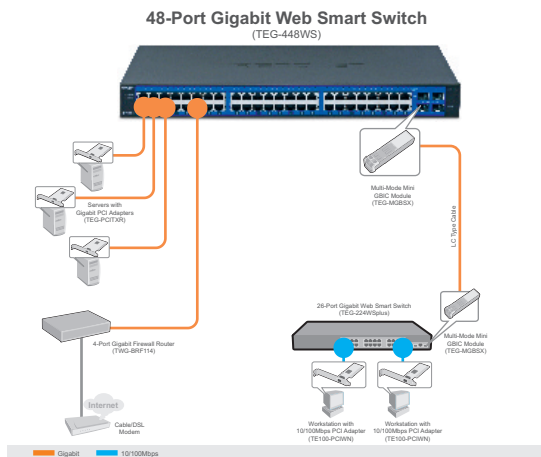 48-Port Gigabit Web Smart Switch
(TEG-448WS)
Multi-Mode Mini
GBIC Module
(TEG-MGBSX)
Servers with
Gigabit PCI Adapters
(TEG-PCITXR)
LC Type Cable
26-Port Gigabit Web Smart Switch
(TEG-224WSplus)
4-Port Gigabit Firewall Router
(TWG-BRF114)
Multi-Mode Mini
GBIC Module
(TEG-MGBSX)
Internet
Cable/DSL
Modem
Workstation with
10/100Mbps PCI Adapter
(TE100-PCIWN)
Workstation with
10/100Mbps PCI Adapter
(TE100-PCIWN)
Gigabit
10/100Mbps